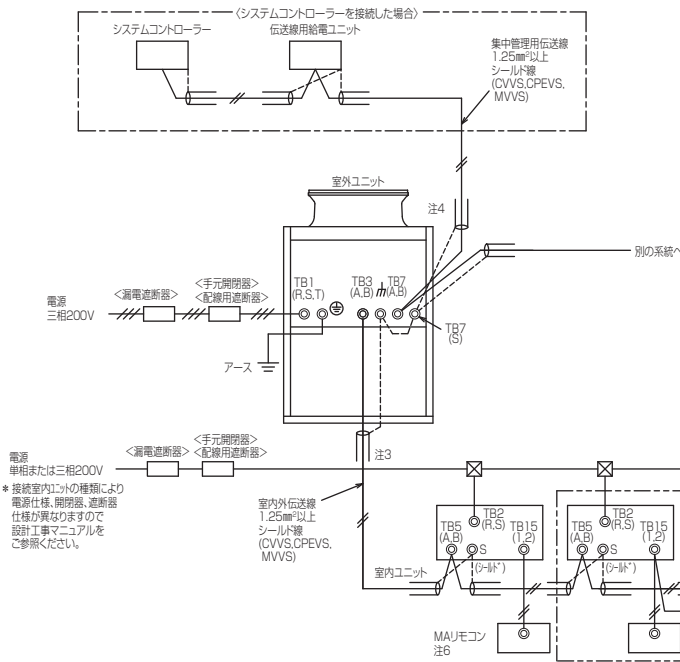 〈システムコントローラーを接続した場合〉
システムコントローラー
伝送線用給電ユニット
集中管理用伝送線
1.25mm²以上
シールド線
(CVVS,CPEVS,
MVVS)
室外ユニット
注4
別の系統へ
電源
三相200V
<漏電遮断器>
<手元開閉器>
<配線用遮断器>
TB1
(R,S,T)
TB3
(A,B)
TB7
(A,B)
TB7
(S)
アース
注3
電源
単相または三相200V
<漏電遮断器>
<手元開閉器>
<配線用遮断器>
* 接続室内ユニットの種類により
電源仕様、開閉器、遮断器
仕様が異なりますので
設計工事マニュアルを
ご参照ください。
室内外伝送線
1.25mm²以上
シールド線
(CVVS,CPEVS,
MVVS)
TB2
(R,S)
TB5
(A,B)
TB15
(1,2)
S
(シールド)
TB2
(R,S)
TB5
(A,B)
TB15
(1,2)
S
(シールド)
室内ユニット
MAリモコン
注6